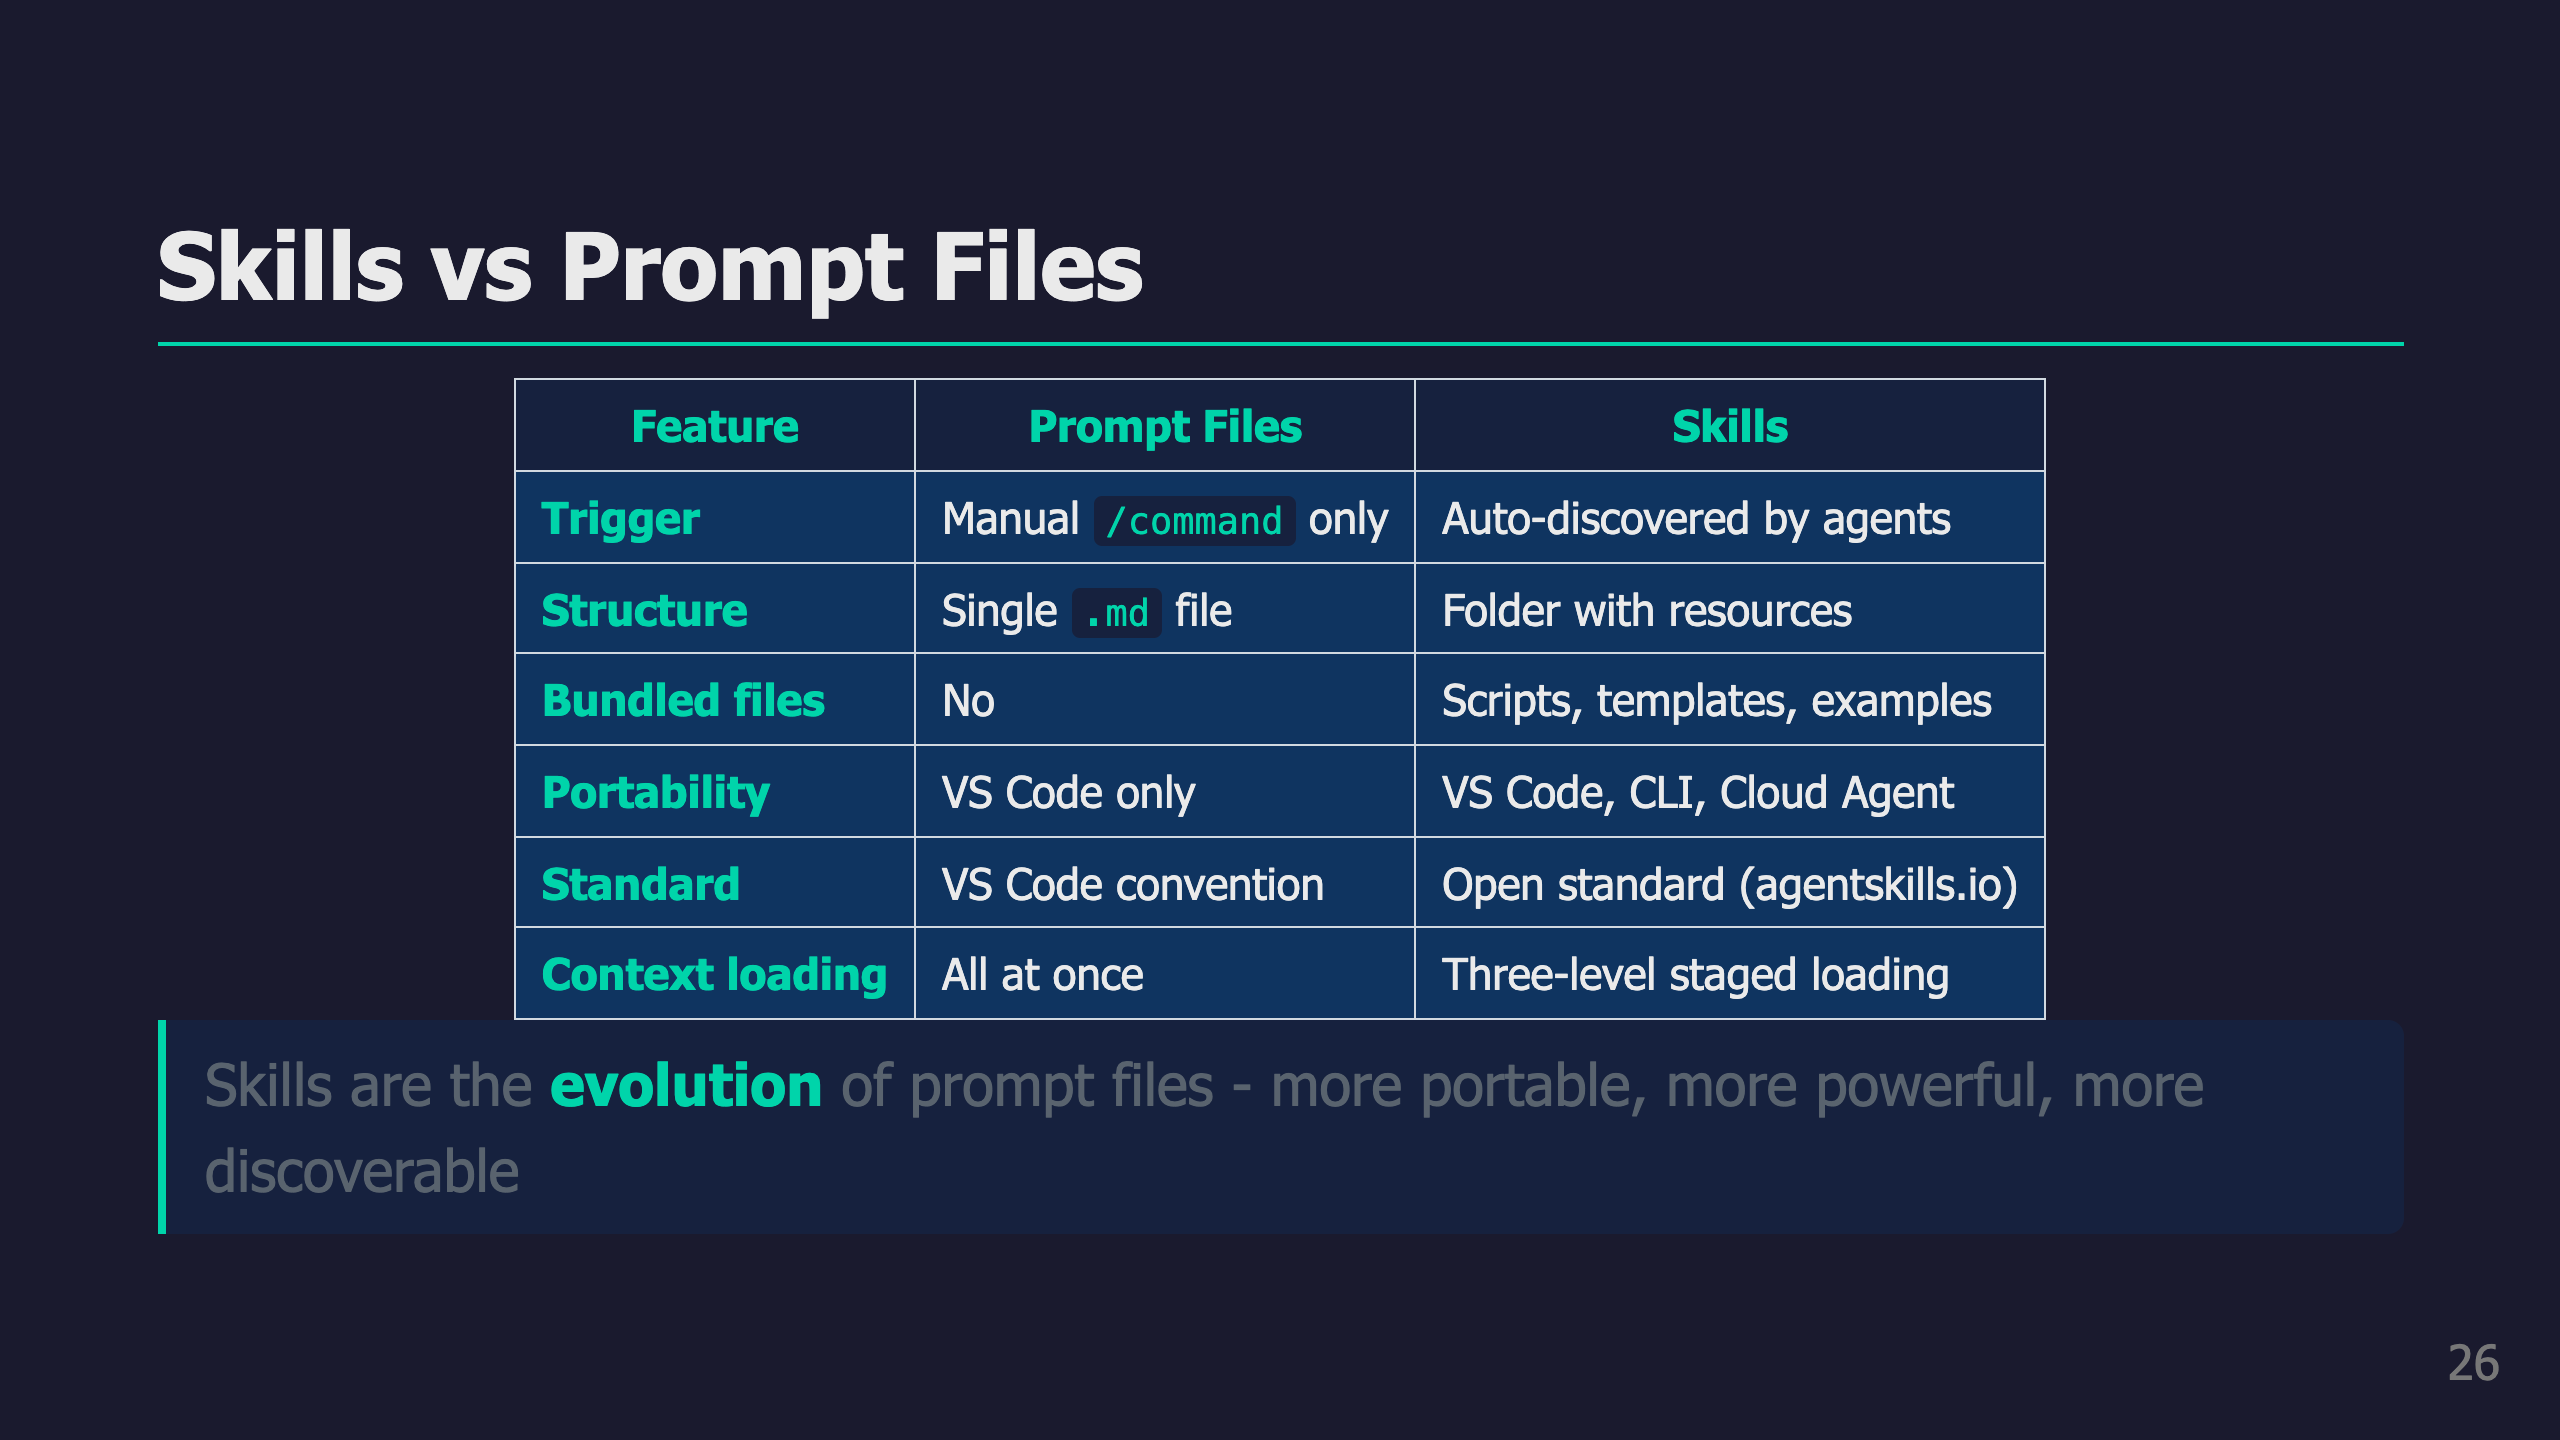 Skills vs Prompt Files
Feature Prompt Files Skills
Trigger Manual /command only Auto-discovered by agents
Structure Single .md file Folder with resources
Bundled files No Scripts, templates, examples
Portability VS Code only VS Code, CLI, Cloud Agent
Standard VS Code convention Open standard (agentskills.io)
Context loading All at once Three-level staged loading
Skills are the evolution of prompt files - more portable, more powerful, more
discoverable
26